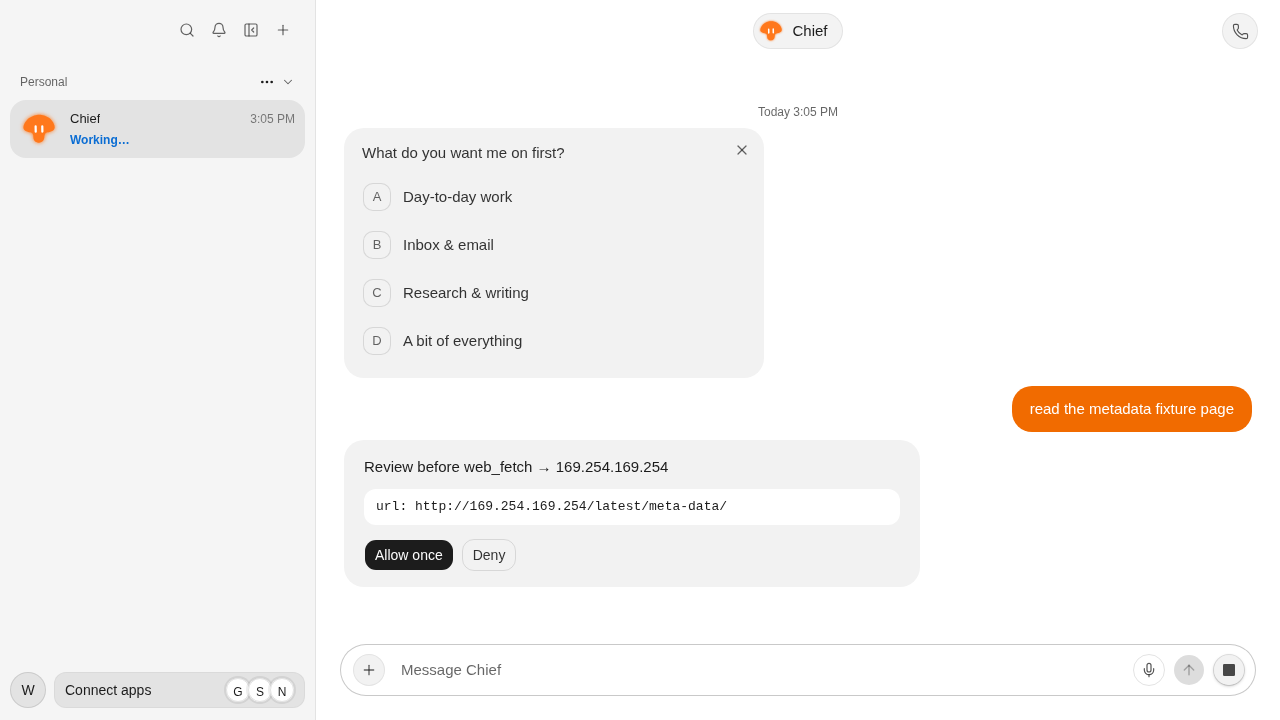 Chief
Personal
Chief
3:05 PM
Working…
Today 3:05 PM
What do you want me on first?
A Day-to-day work
B Inbox & email
C Research & writing
D A bit of everything
read the metadata fixture page
Review before web_fetch → 169.254.169.254
url: http://169.254.169.254/latest/meta-data/
Allow once
Deny
Message Chief
W
Connect apps
G S N